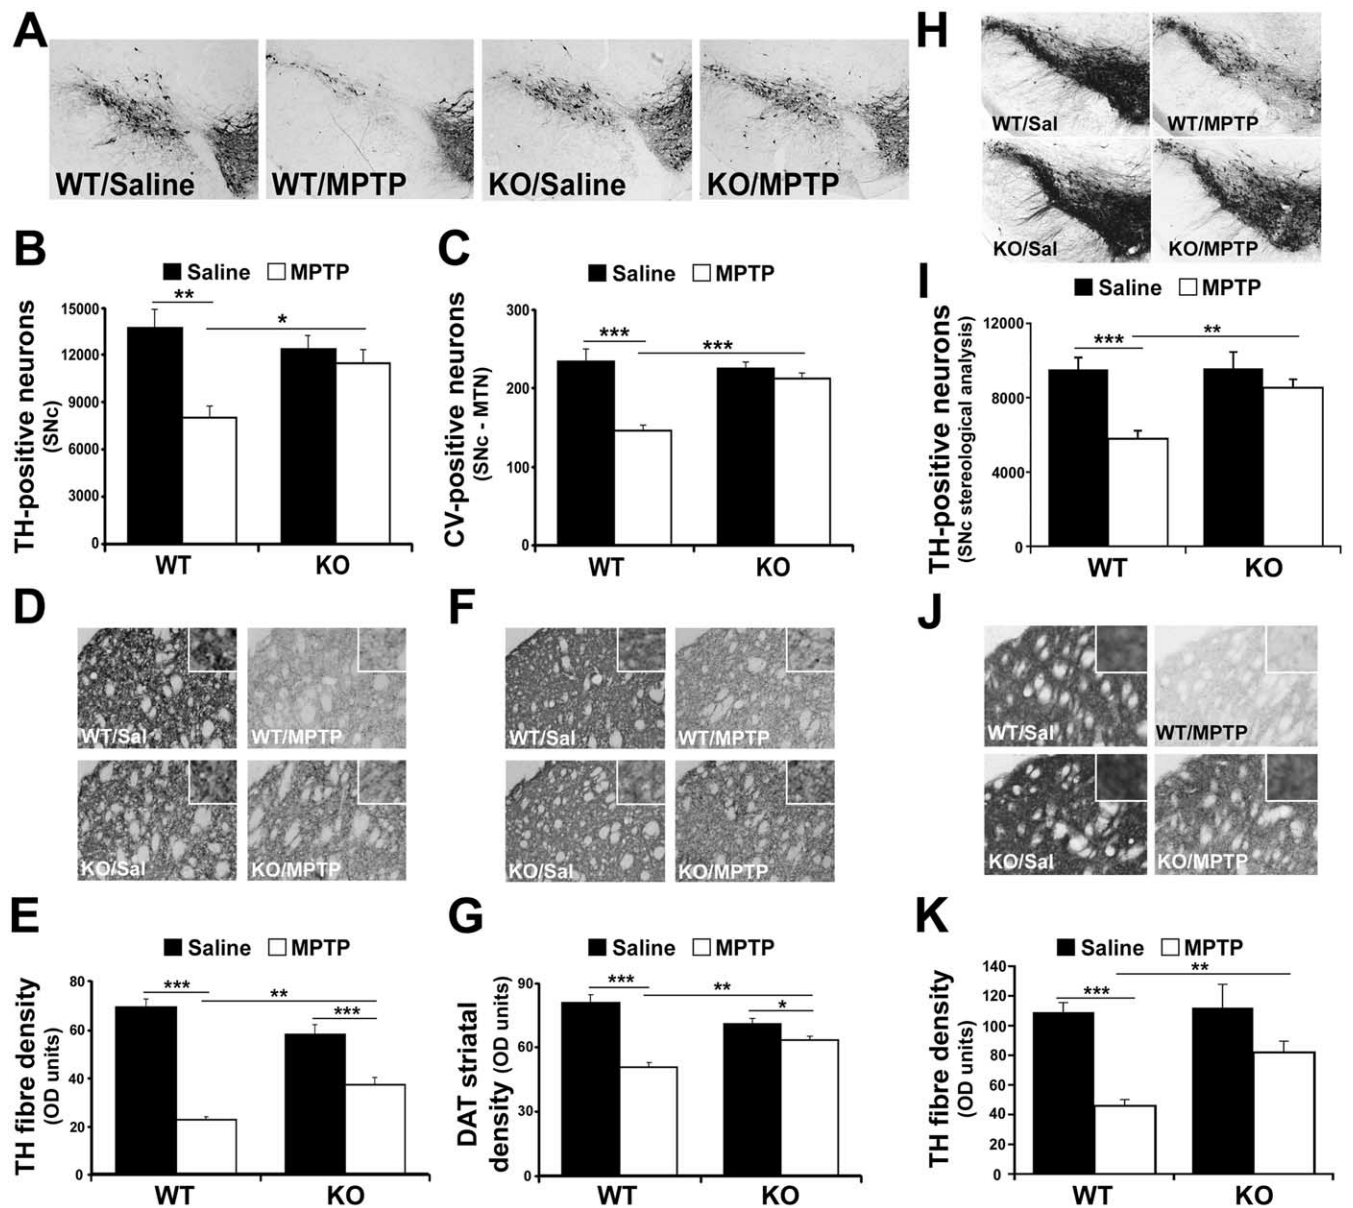 A
WT/Saline
WT/MPTP
KO/Saline
KO/MPTP
H
WT/Sal
WT/MPTP
KO/Sal
KO/MPTP
B
Saline
MPTP
TH-positive neurons
(SNc)
15000
12000
9000
6000
3000
0
**
*
WT
KO
C
Saline
MPTP
CV-positive neurons
(SNc - MTN)
300
200
100
0
***
***
WT
KO
I
Saline
MPTP
TH-positive neurons
(SNc stereological analysis)
12000
8000
4000
0
***
**
WT
KO
D
WT/Sal
WT/MPTP
KO/Sal
KO/MPTP
F
WT/Sal
WT/MPTP
KO/Sal
KO/MPTP
J
WT/Sal
WT/MPTP
KO/Sal
KO/MPTP
E
Saline
MPTP
TH fibre density
(OD units)
80
60
40
20
0
***
**
***
WT
KO
G
Saline
MPTP
DAT striatal
density (OD units)
90
60
30
0
***
**
*
WT
KO
K
Saline
MPTP
TH fibre density
(OD units)
140
120
100
80
60
40
20
0
***
**
WT
KO